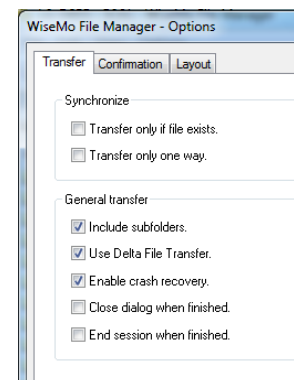 WiseMo File Manager - Options
Transfer Confirmation Layout
Synchronize
Transfer only if file exists.
Transfer only one way.
General transfer
Include subfolders.
Use Delta File Transfer.
Enable crash recovery.
Close dialog when finished.
End session when finished.